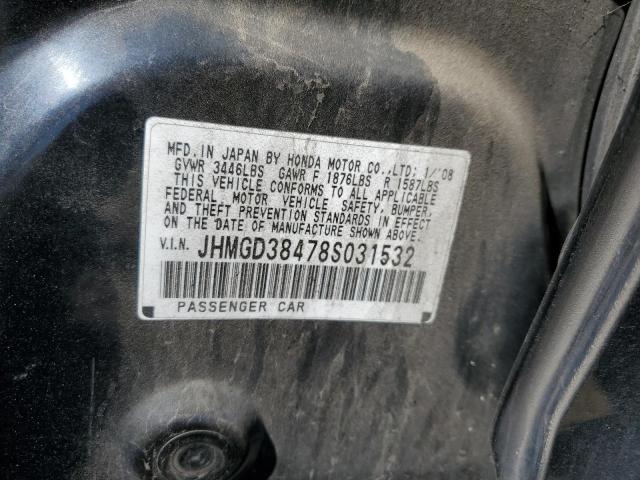 MFD. IN JAPAN BY HONDA MOTOR CO.,LTD; 1/'08
GVWR 3446LBS GAWR F 1876LBS R 1587LBS
THIS VEHICLE CONFORMS TO ALL APPLICABLE
FEDERAL MOTOR VEHICLE SAFETY, BUMPER,
AND THEFT PREVENTION STANDARDS IN EFFECT
ON THE DATE OF MANUFACTURE SHOWN ABOVE.
V.I.N. JHMGD38478S031532
PASSENGER CAR